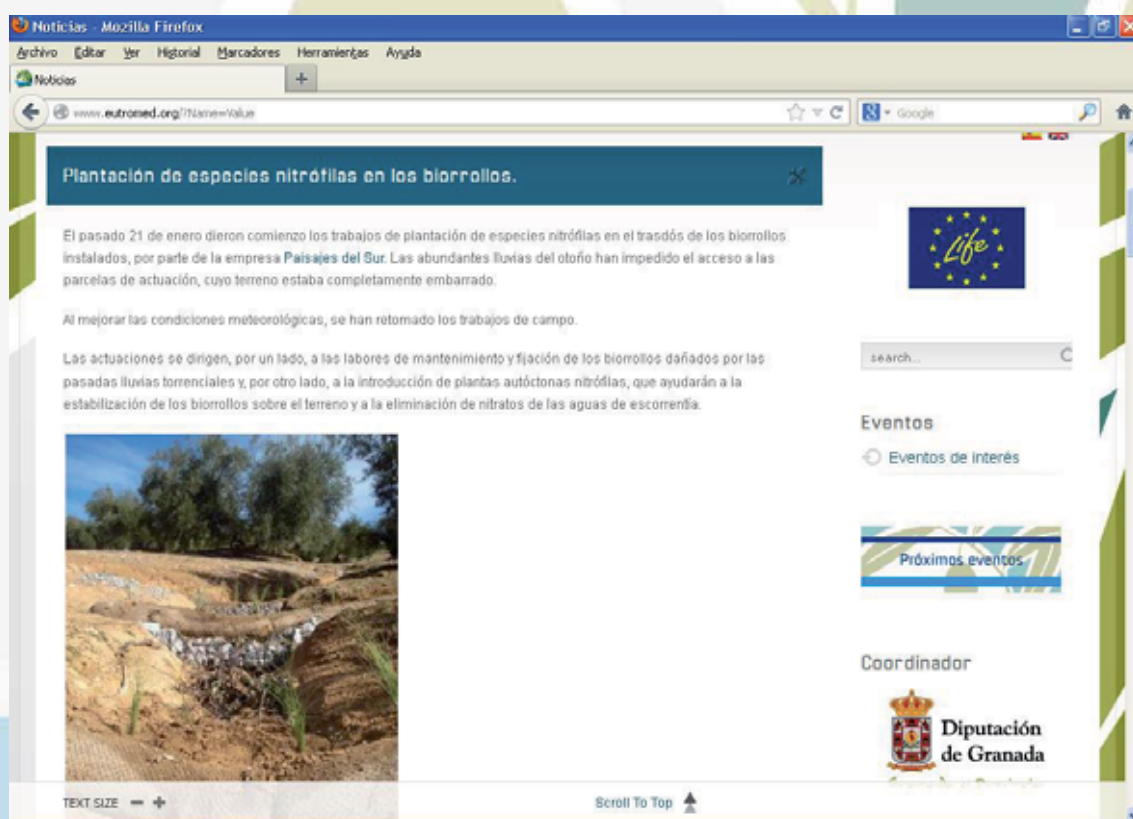 Noticias - Mozilla Firefox
Archivo Editar Ver Historial Marcadores Herramientas Ayuda
Noticias
www.eutromed.org/?Name=Value
Google
Plantación de especies nitrófilas en los biorrollos.
El pasado 21 de enero dieron comienzo los trabajos de plantación de especies nitrófilas en el trasdós de los biorrollos
instalados, por parte de la empresa Paisajes del Sur. Las abundantes lluvias del otoño han impedido el acceso a las
parcelas de actuación, cuyo terreno estaba completamente embarrado.
Al mejorar las condiciones meteorológicas, se han retomado los trabajos de campo.
Las actuaciones se dirigen, por un lado, a las labores de mantenimiento y fijación de los biorrollos dañados por las
pasadas lluvias torrenciales y, por otro lado, a la introducción de plantas autóctonas nitrófilas, que ayudarán a la
estabilización de los biorrollos sobre el terreno y a la eliminación de nitratos de las aguas de escorrentía.
Life
search...
Eventos
Eventos de interés
Próximos eventos
Coordinador
Diputación
de Granada
TEXT SIZE
Scroll To Top